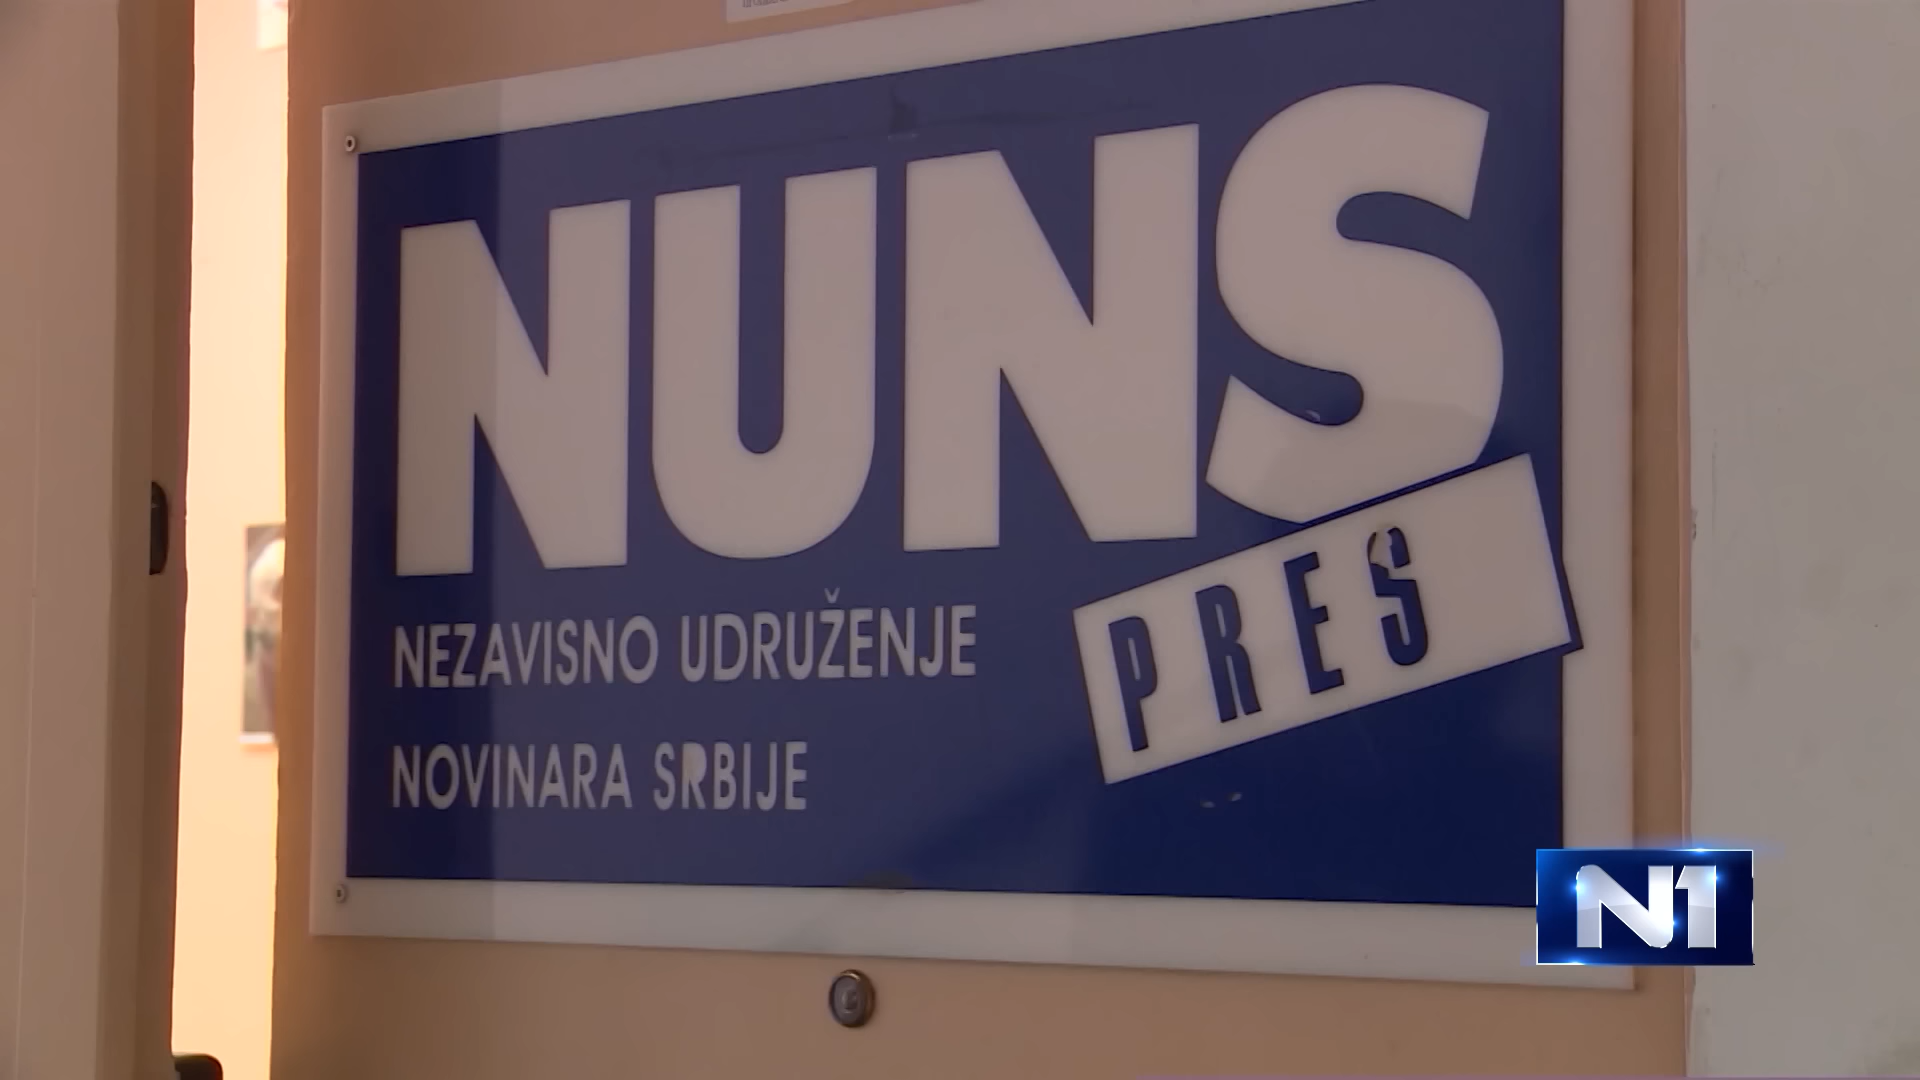 NUNS
PRES
NEZAVISNO UDRUŽENJE
NOVINARA SRBIJE
N1